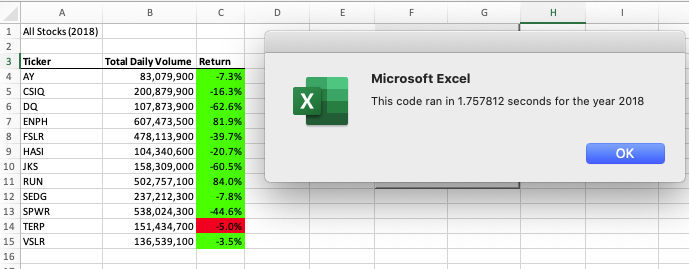 A B C D E F G H I
1 All Stocks (2018)
2
3 Ticker Total Daily Volume Return
4 AY 83,079,900 -7.3%
5 CSIQ 200,879,900 -16.3%
6 DQ 107,873,900 -62.6%
7 ENPH 607,473,500 81.9%
8 FSLR 478,113,900 -39.7%
9 HASI 104,340,600 -20.7%
10 JKS 158,309,000 -60.5%
11 RUN 502,757,100 84.0%
12 SEDG 237,212,300 -7.8%
13 SPWR 538,024,300 -44.6%
14 TERP 151,434,700 -5.0%
15 VSLR 136,539,100 -3.5%
16
Microsoft Excel
This code ran in 1.757812 seconds for the year 2018
X
OK